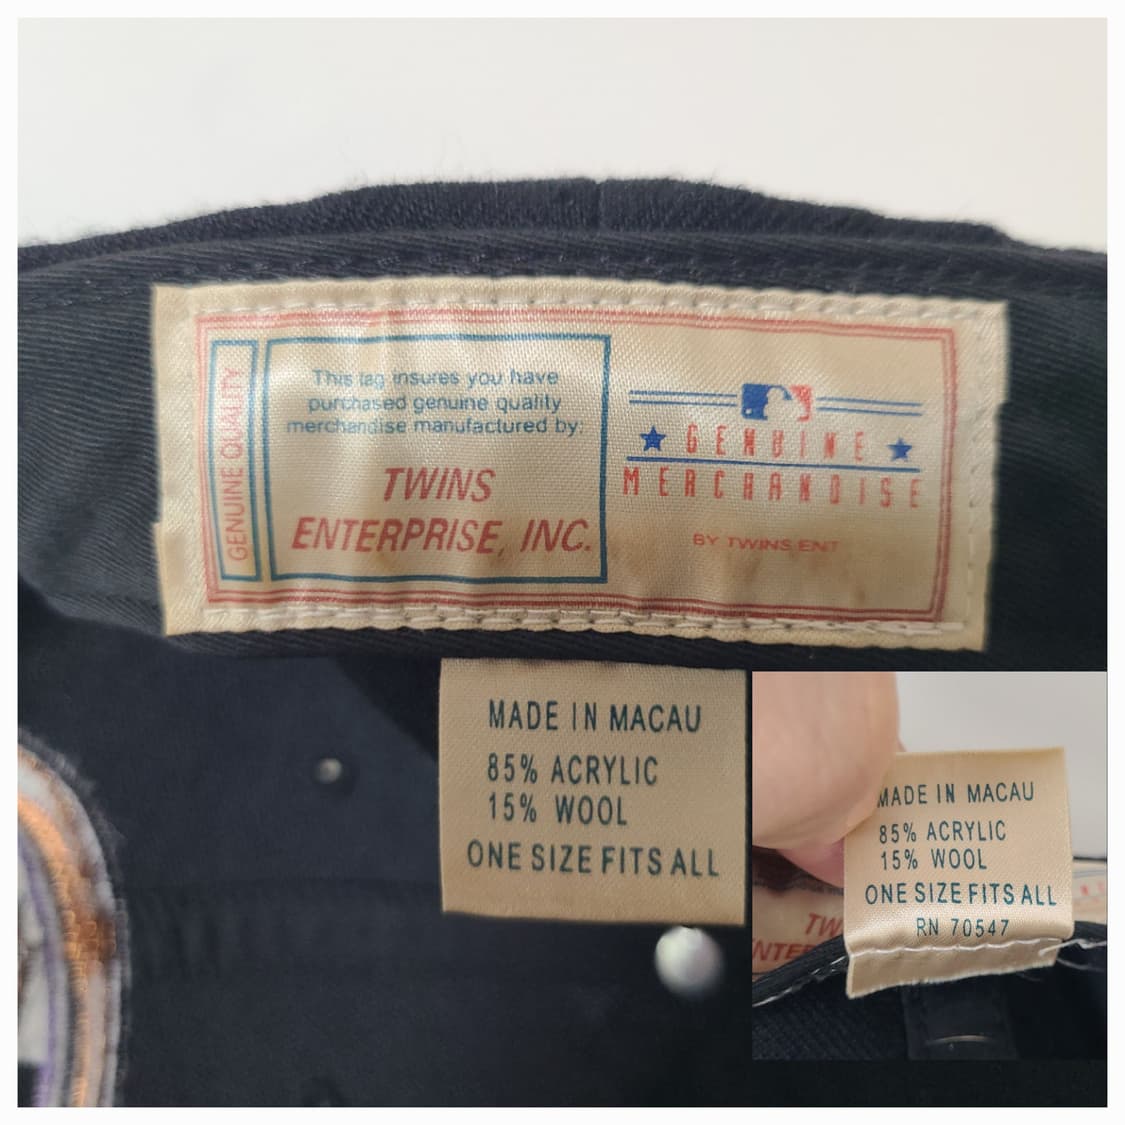 GENUINE QUALITY
This tag insures you have
purchased genuine quality
merchandise manufactured by:
TWINS
ENTERPRISE, INC.
GENUINE
MERCHANDISE
BY TWINS ENT
MADE IN MACAU
85% ACRYLIC
15% WOOL
ONE SIZE FITS ALL
MADE IN MACAU
85% ACRYLIC
15% WOOL
ONE SIZE FITS ALL
RN 70547
TW
NTER